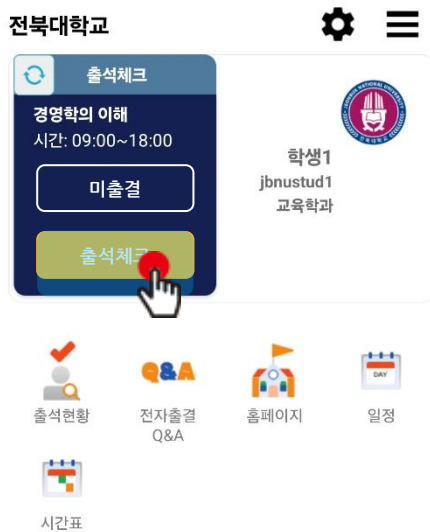 전북대학교
출석체크
경영학의 이해
시간: 09:00~18:00
미출결
출석체크
학생1
jbnustud1
교육학과
출석현황
Q&A
전자출결
Q&A
홈페이지
DAY
일정
시간표